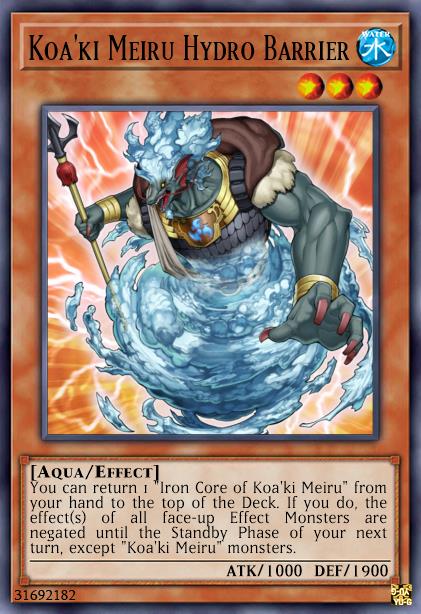 Koa'ki Meiru Hydro Barrier
WATER
水
[Aqua/Effect]
You can return 1 "Iron Core of Koa'ki Meiru" from
your hand to the top of the Deck. If you do, the
effect(s) of all face-up Effect Monsters are
negated until the Standby Phase of your next
turn, except "Koa'ki Meiru" monsters.
ATK/1000 DEF/1900
31692182